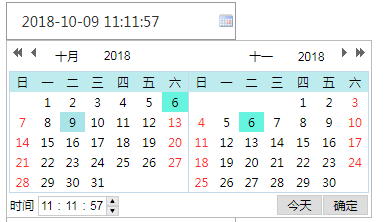 2018-10-09 11:11:57
十月 2018 十一 2018
日 一 二 三 四 五 六 日 一 二 三 四 五 六
1 2 3 4 5 6 1 2 3
7 8 9 10 11 12 13 4 5 6 7 8 9 10
14 15 16 17 18 19 20 11 12 13 14 15 16 17
21 22 23 24 25 26 27 18 19 20 21 22 23 24
28 29 30 31 25 26 27 28 29 30
时间 11 : 11 : 57 今天 确定